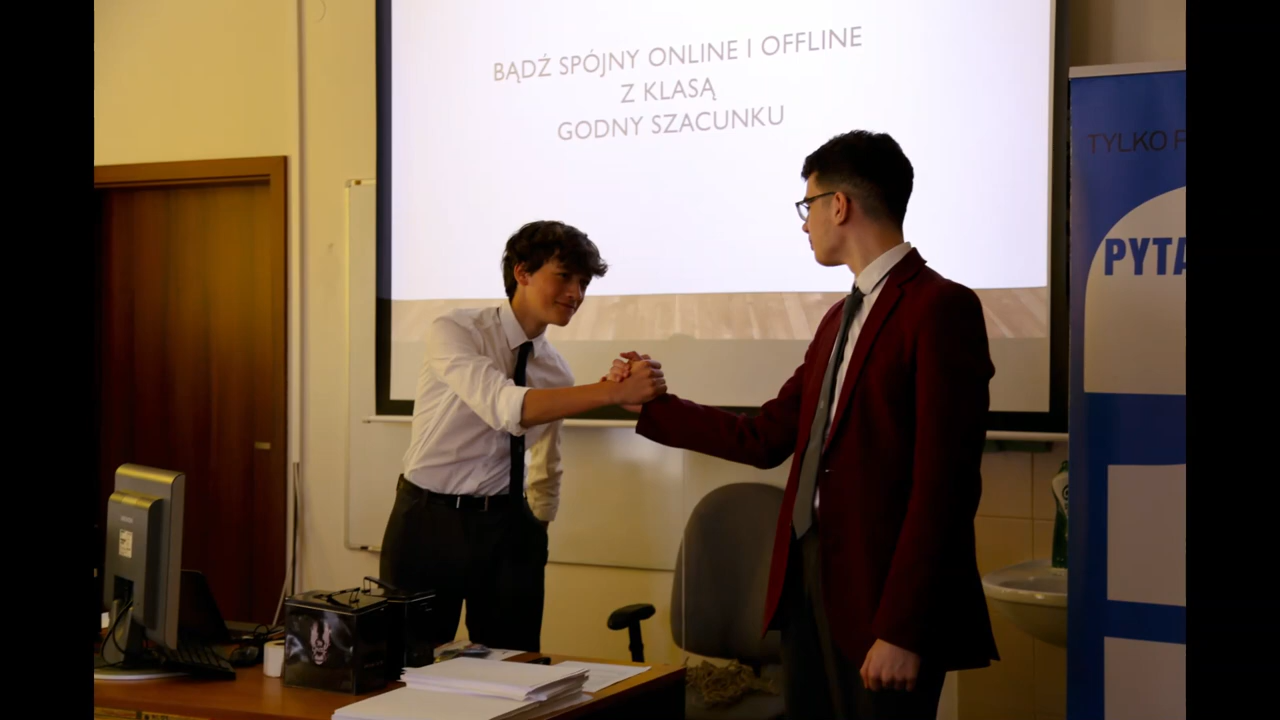 BĄDŹ SPÓJNY ONLINE I OFFLINE
Z KLASĄ
GODNY SZACUNKU
TYLKO
PYTA